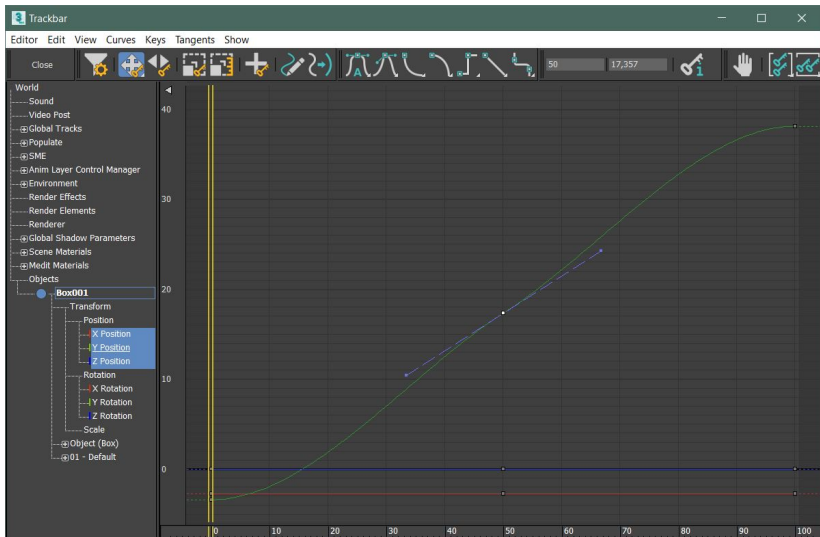 Trackbar
Editor Edit View Curves Keys Tangents Show
Close
50
17,357
World
Sound
Video Post
Global Tracks
Populate
SME
Anim Layer Control Manager
Environment
Render Effects
Render Elements
Renderer
Global Shadow Parameters
Scene Materials
Medit Materials
Objects
Box001
Transform
Position
X Position
Y Position
Z Position
Rotation
X Rotation
Y Rotation
Z Rotation
Scale
Object (Box)
01 - Default
40
30
20
10
0
0 10 20 30 40 50 60 70 80 90 100